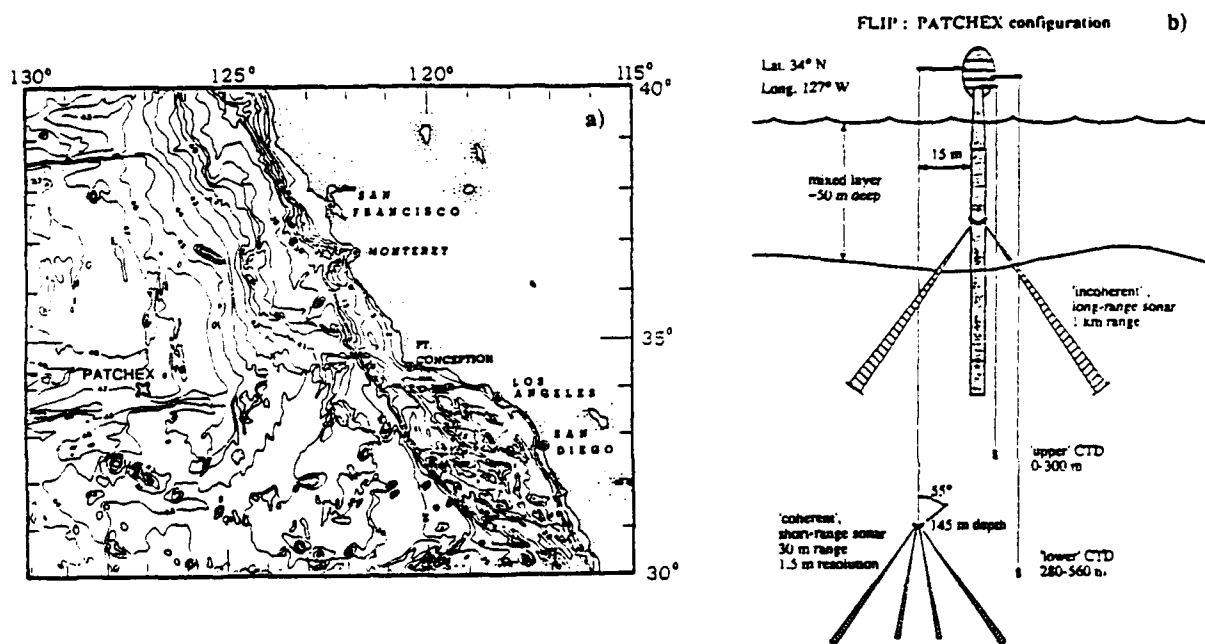 130°
125°
120°
115°
40°
a)
SAN
FRANCISCO
MONTEREY
35°
PT.
CONCEPTION
PATCHEX
LOS
ANGELES
SAN
DIEGO
30°
FLIP : PATCHEX configuration
b)
Lat. 34° N
Long. 127° W
15 m
mixed layer
~50 m deep
'incoherent',
long-range sonar
1 km range
'upper' CTD
0-300 m
55°
145 m depth
'coherent',
short-range sonar
30 m range
1.5 m resolution
'lower' CTD
280-560 m